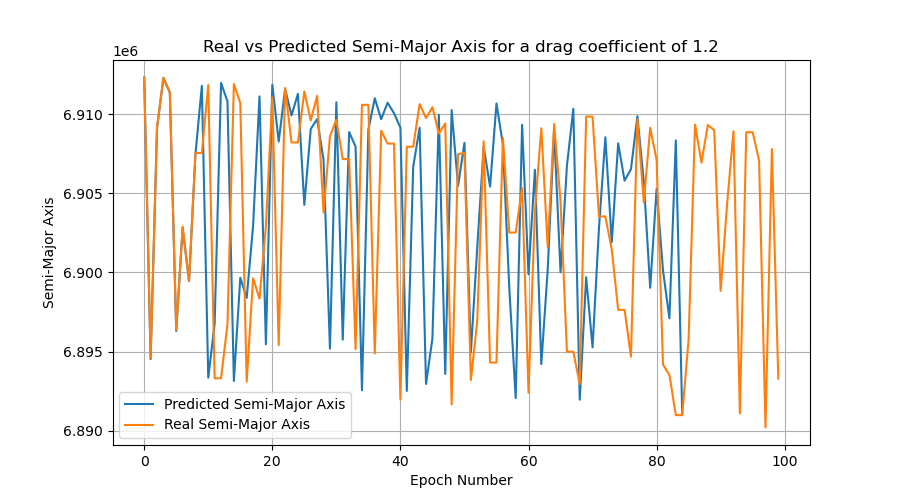 Real vs Predicted Semi-Major Axis for a drag coefficient of 1.2
1e6
6.910
6.905
6.900
6.895
6.890
Semi-Major Axis
Predicted Semi-Major Axis
Real Semi-Major Axis
0 20 40 60 80 100
Epoch Number